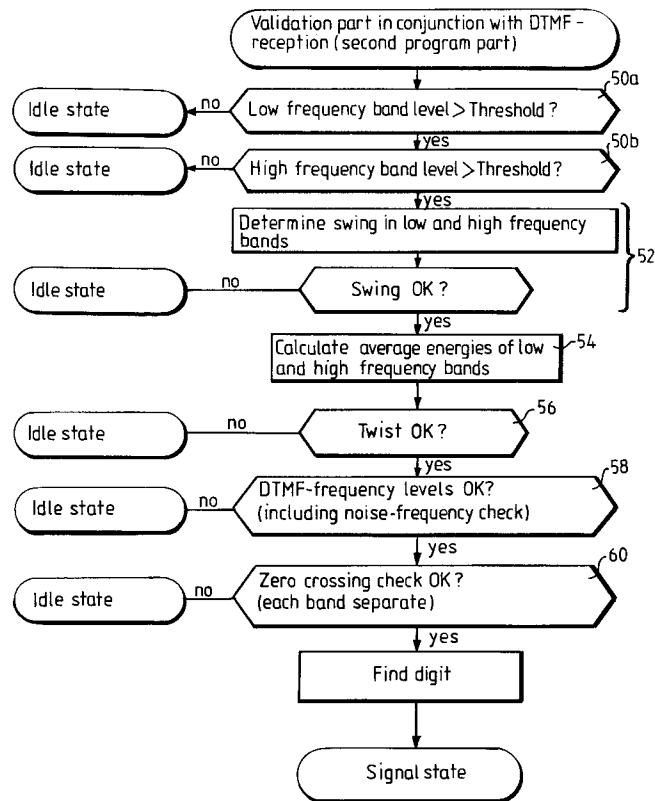 Validation part in conjunction with DTMF -
reception (second program part)
50a
Idle state
no
Low frequency band level > Threshold ?
yes
50b
Idle state
no
High frequency band level > Threshold?
yes
Determine swing in low and high frequency
bands
52
Idle state
no
Swing OK ?
yes
Calculate average energies of low
and high frequency bands
54
Idle state
no
Twist OK?
56
yes
Idle state
no
DTMF-frequency levels OK?
(including noise-frequency check)
58
yes
Idle state
no
Zero crossing check OK?
(each band separate)
60
yes
Find digit
Signal state